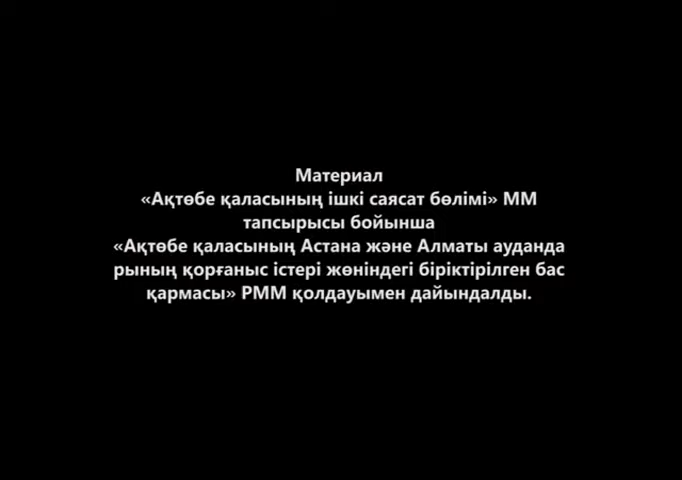 Материал
«Ақтөбе қаласының ішкі саясат бөлімі» ММ
тапсырысы бойынша
«Ақтөбе қаласының Астана және Алматы ауданда
рының қорғаныс істері жөніндегі біріктірілген бас
қармасы» РММ қолдауымен дайындалды.